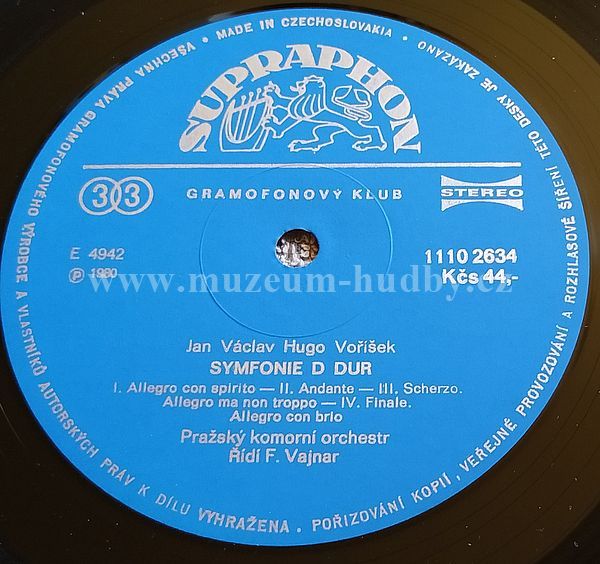 MADE IN CZECHOSLOVAKIA • VŠECHNA PRÁVA GRAMOFONOVÉHO VÝROBCE A VLASTNÍKŮ AUTORSKÝCH PRÁV K DÍLU VYHRAŽENA. POŘIZOVÁNÍ KOPIÍ, VEŘEJNÉ PROVOZOVÁNÍ A ROZHLASOVÉ ŠÍŘENÍ TÉTO DESKY JE ZAKÁZÁNO •
SUPRAPHON
33 GRAMOFONOVÝ KLUB STEREO
E 4942 1110 2634
Ⓟ 1980 Kčs 44,-
www.muzeum-hudby.cz
Jan Václav Hugo Voříšek
SYMFONIE D DUR
I. Allegro con spirito — II. Andante — III. Scherzo.
Allegro ma non troppo — IV. Finale.
Allegro con brio
Pražský komorní orchestr
Řídí F. Vajnar